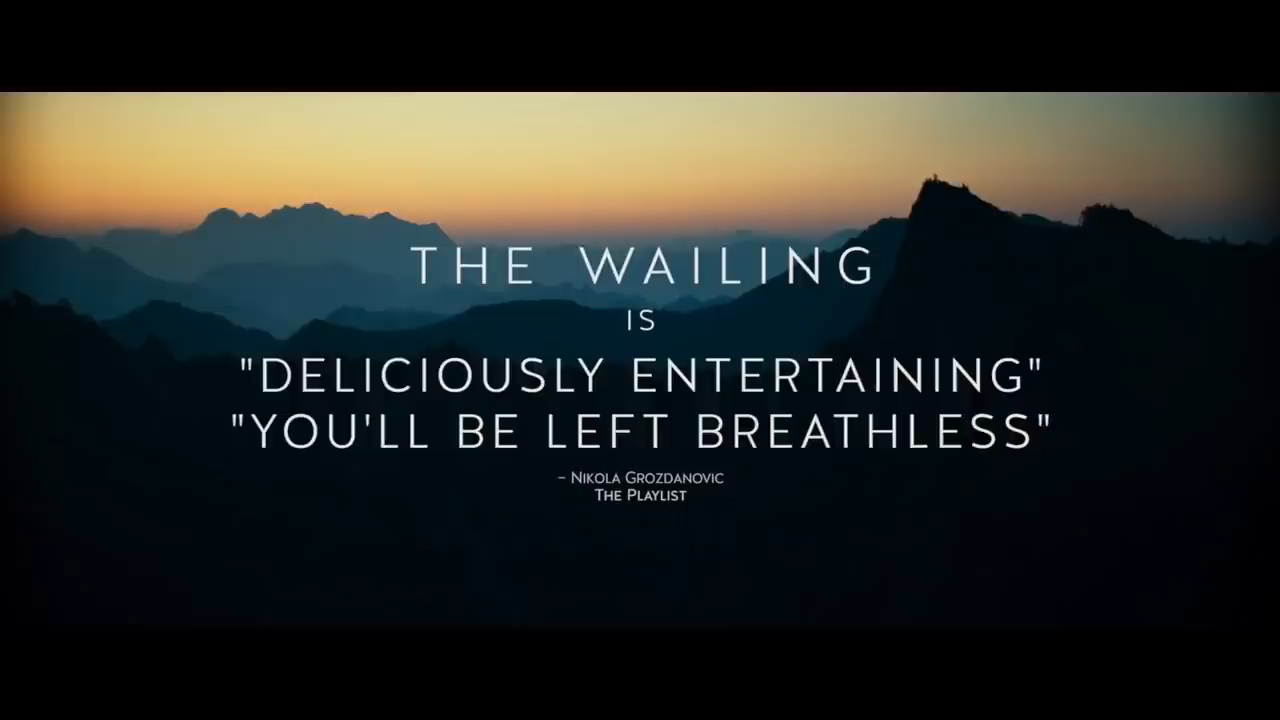 THE WAILING
IS
"DELICIOUSLY ENTERTAINING"
"YOU'LL BE LEFT BREATHLESS"
– NIKOLA GROZDANOVIC
THE PLAYLIST